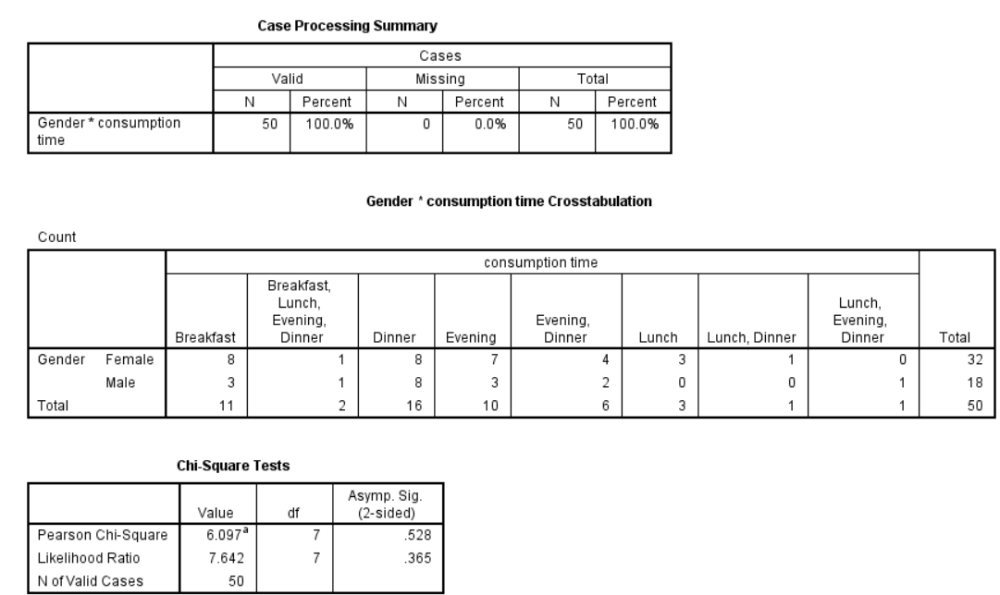 Case Processing Summary
Cases
Valid Missing Total
N Percent N Percent N Percent
Gender * consumption
time
50 100.0% 0 0.0% 50 100.0%
Gender * consumption time Crosstabulation
Count
consumption time
Breakfast
Breakfast,
Lunch,
Evening,
Dinner
Dinner
Evening
Evening,
Dinner
Lunch
Lunch, Dinner
Lunch,
Evening,
Dinner
Total
Gender Female 8 1 8 7 4 3 1 0 32
Male 3 1 8 3 2 0 0 1 18
Total 11 2 16 10 6 3 1 1 50
Chi-Square Tests
Value
df
Asymp. Sig.
(2-sided)
Pearson Chi-Square 6.097a 7 .528
Likelihood Ratio 7.642 7 .365
N of Valid Cases 50